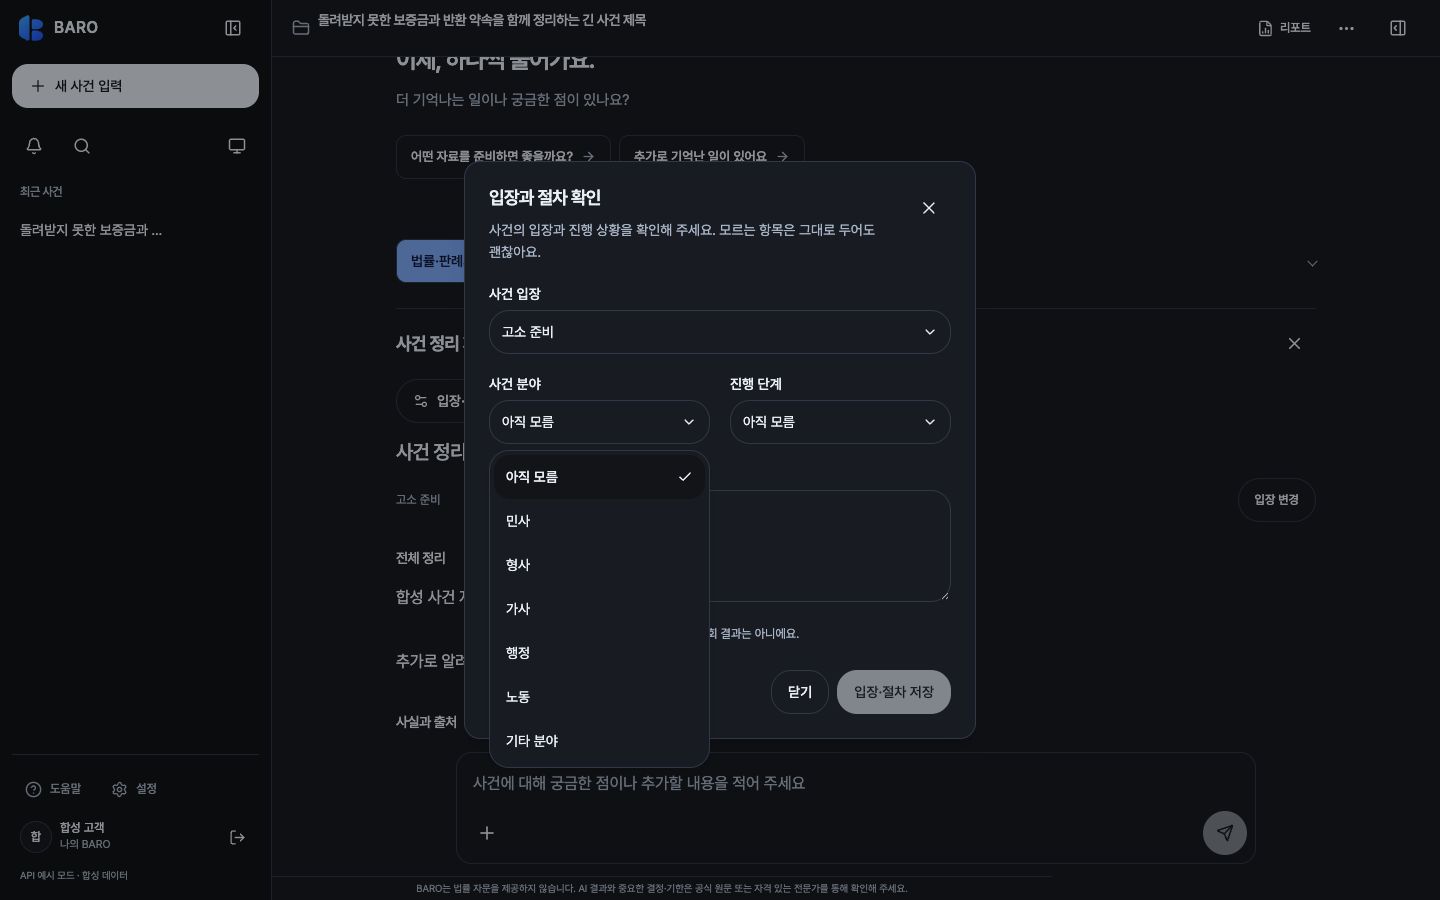 BARO
새 사건 입력
최근 사건
돌려받지 못한 보증금과 ...
도움말
설정
합
합성 고객
나의 BARO
API 예시 모드 · 합성 데이터
돌려받지 못한 보증금과 반환 약속을 함께 정리하는 긴 사건 제목
리포트
이제, 하나씩 풀어가요.
더 기억나는 일이나 궁금한 점이 있나요?
어떤 자료를 준비하면 좋을까요?
추가로 기억난 일이 있어요
법률·판례
사건 정리
입장·
사건 정리
고소 준비
입장 변경
전체 정리
합성 사건
추가로 알려
사실과 출처
입장과 절차 확인
사건의 입장과 진행 상황을 확인해 주세요. 모르는 항목은 그대로 두어도
괜찮아요.
사건 입장
고소 준비
사건 분야
진행 단계
아직 모름
아직 모름
아직 모름
민사
형사
가사
행정
노동
기타 분야
결과는 아니에요.
닫기
입장·절차 저장
사건에 대해 궁금한 점이나 추가할 내용을 적어 주세요
BARO는 법률 자문을 제공하지 않습니다. AI 결과와 중요한 결정·기한은 공식 원문 또는 자격 있는 전문가를 통해 확인해 주세요.